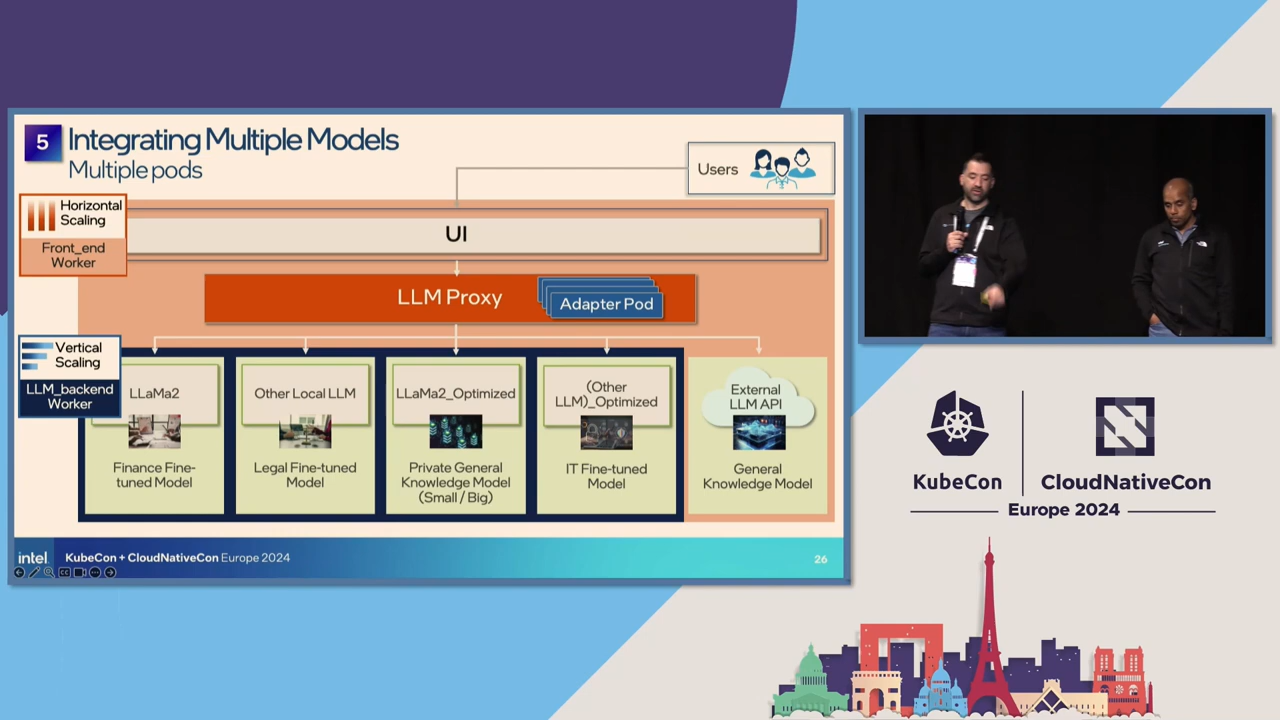 5
Integrating Multiple Models
Multiple pods
Users
Horizontal
Scaling
Front_end
Worker
UI
LLM Proxy
Adapter Pod
Vertical
Scaling
LLM_backend
Worker
LLaMa2
Finance Fine-
tuned Model
Other Local LLM
Legal Fine-tuned
Model
LLaMa2_Optimized
Private General
Knowledge Model
(Small / Big)
(Other
LLM)_Optimized
IT Fine-tuned
Model
External
LLM API
General
Knowledge Model
intel
KubeCon + CloudNativeCon Europe 2024
26
KubeCon
CloudNativeCon
Europe 2024